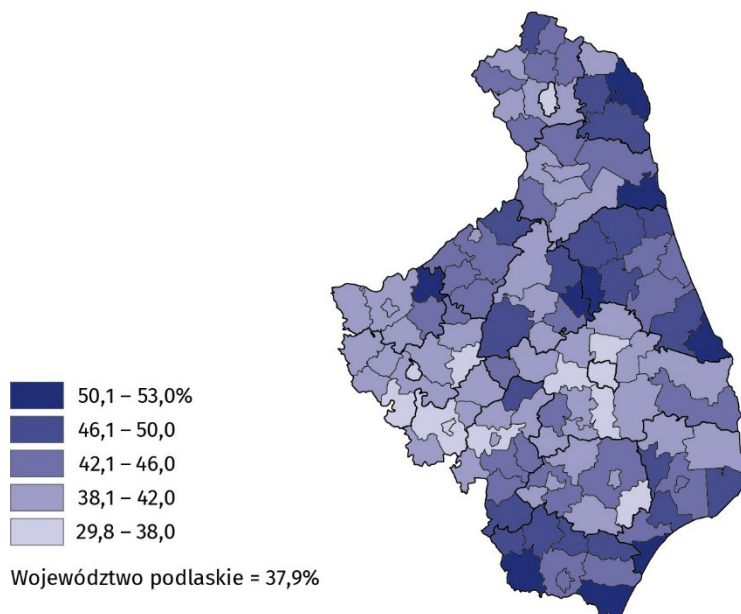 50,1 – 53,0%
46,1 – 50,0
42,1 – 46,0
38,1 – 42,0
29,8 – 38,0
Województwo podlaskie = 37,9%